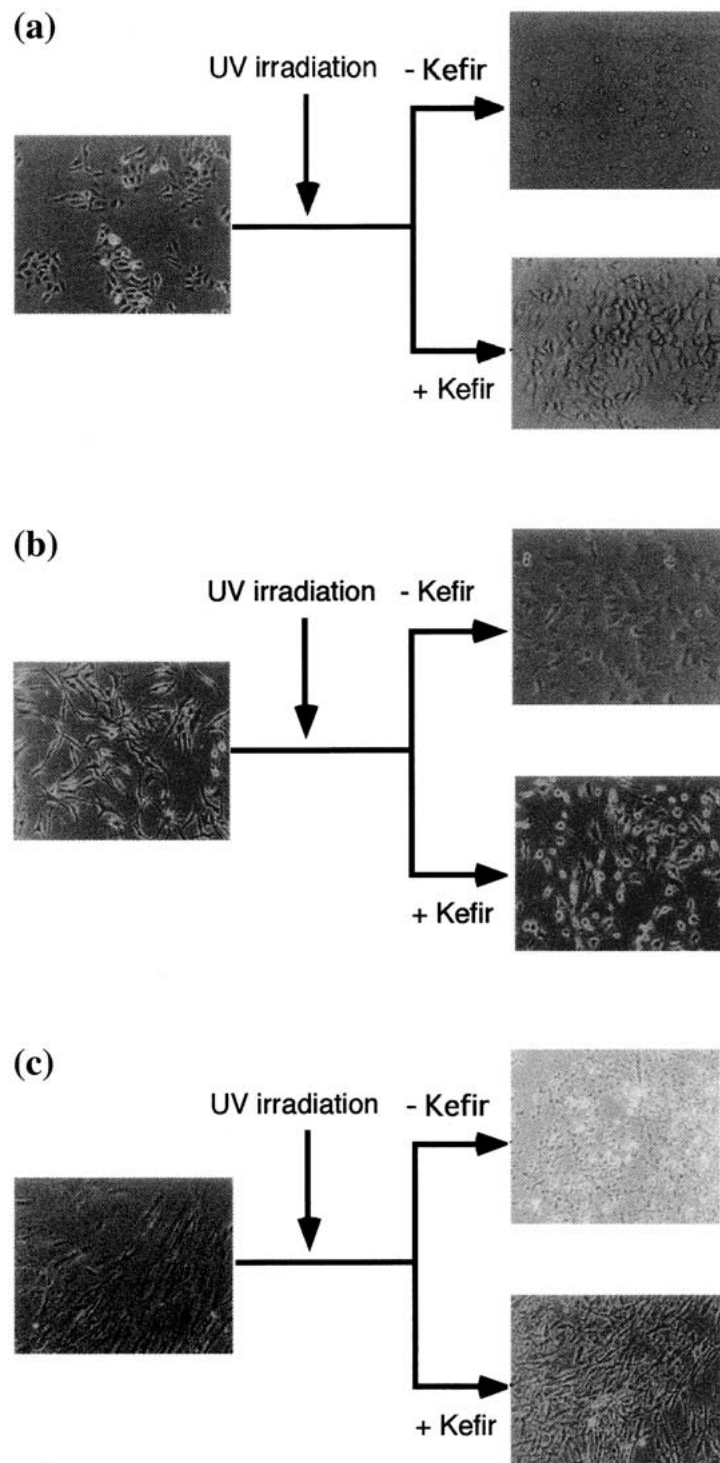 (a)
UV irradiation - Kefir
+ Kefir
(b)
UV irradiation - Kefir
+ Kefir
(c)
UV irradiation - Kefir
+ Kefir